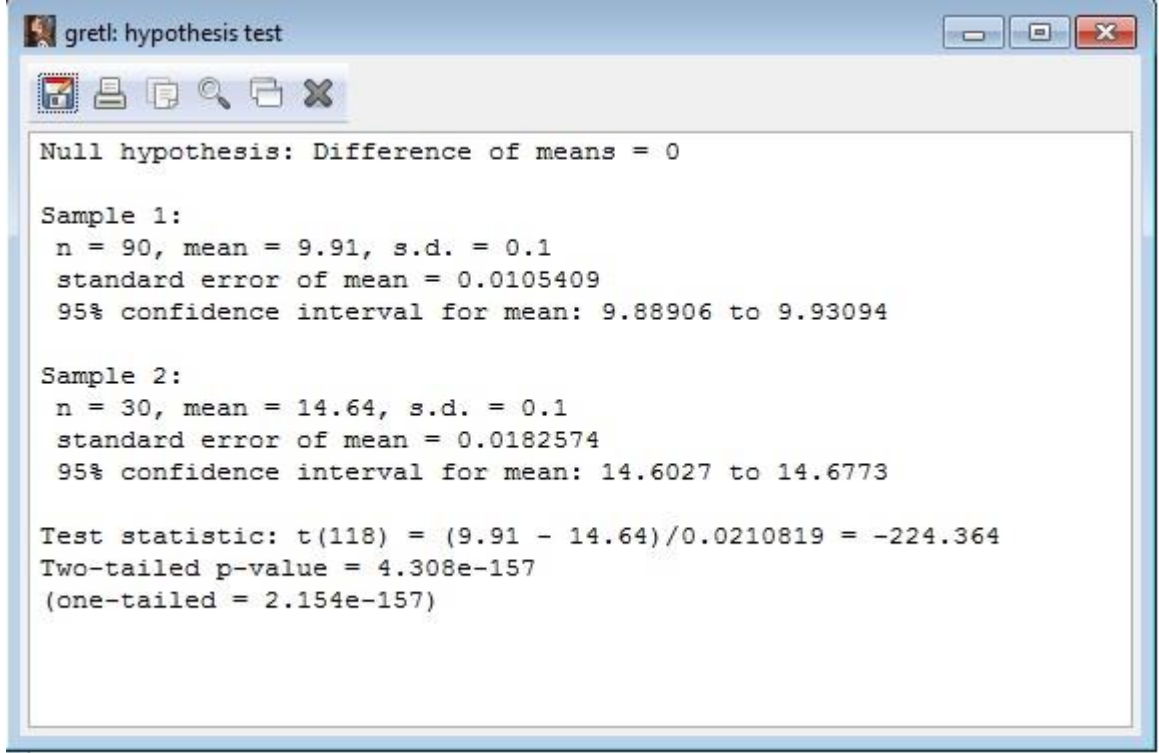 gretl: hypothesis test
Null hypothesis: Difference of means = 0
Sample 1:
n = 90, mean = 9.91, s.d. = 0.1
standard error of mean = 0.0105409
95% confidence interval for mean: 9.88906 to 9.93094
Sample 2:
n = 30, mean = 14.64, s.d. = 0.1
standard error of mean = 0.0182574
95% confidence interval for mean: 14.6027 to 14.6773
Test statistic: t(118) = (9.91 - 14.64)/0.0210819 = -224.364
Two-tailed p-value = 4.308e-157
(one-tailed = 2.154e-157)